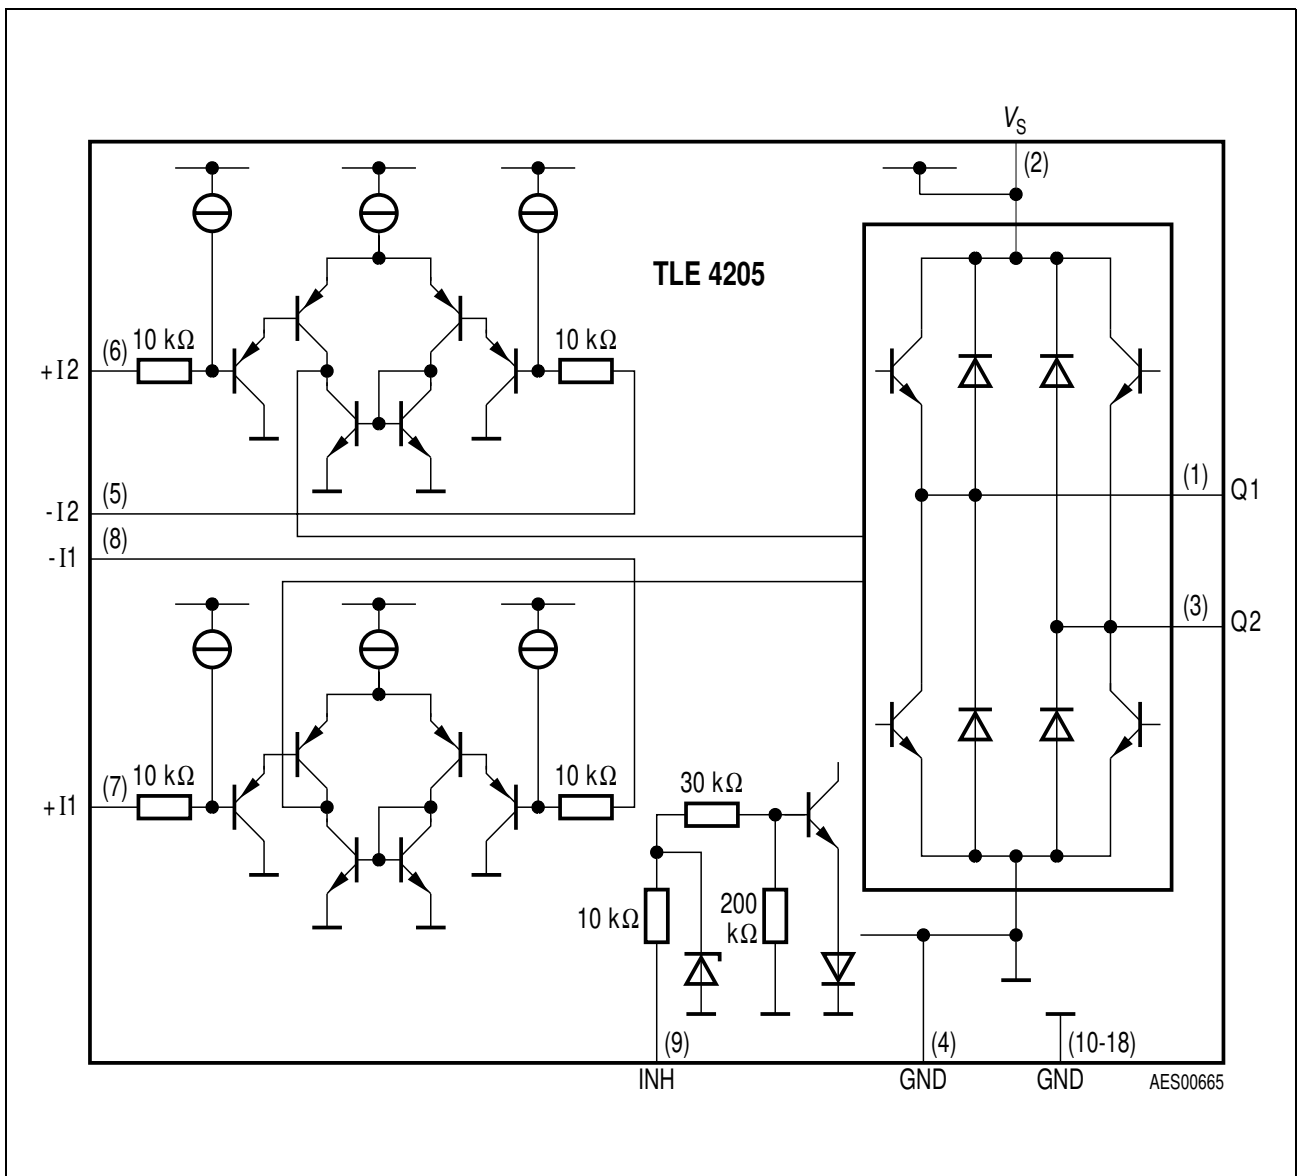 VS
(2)
TLE 4205
10 kΩ
10 kΩ
(6)
+I2
(5)
-I2
(8)
-I1
(1)
Q1
(3)
Q2
10 kΩ
10 kΩ
(7)
+I1
30 kΩ
10 kΩ
200
kΩ
(9)
INH
(4)
GND
(10-18)
GND
AES00665